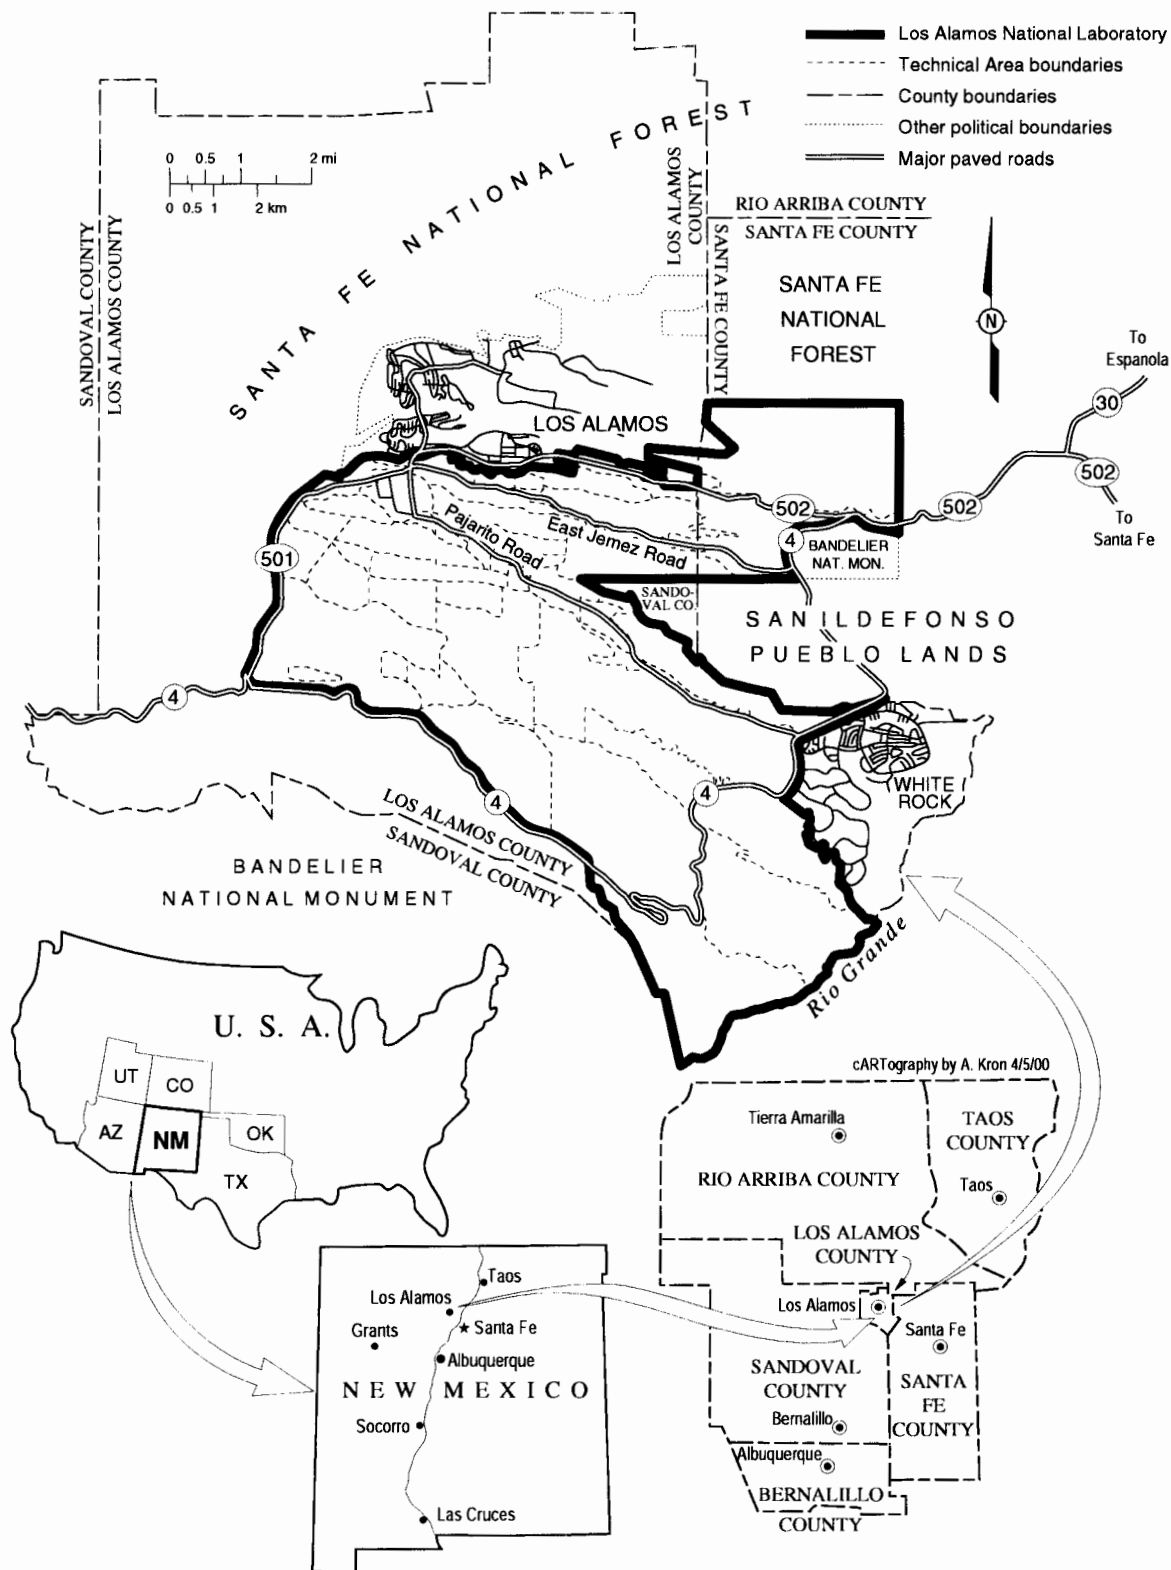 Los Alamos National Laboratory
Technical Area boundaries
County boundaries
Other political boundaries
Major paved roads
0 0.5 1 2 mi
0 0.5 1 2 km
SANTA FE NATIONAL FOREST
SANDOVAL COUNTY
LOS ALAMOS COUNTY
LOS ALAMOS
COUNTY
RIO ARRIBA COUNTY
SANTA FE COUNTY
SANTA FE COUNTY
SANTA FE
NATIONAL
FOREST
N
To
Espanola
30
502
To
Santa Fe
502
502
LOS ALAMOS
4
BANDELIER
NAT. MON.
East Jemez Road
Pajarito Road
501
SANDO-
VAL CO.
SAN ILDEFONSO
PUEBLO LANDS
4
WHITE
ROCK
4
4
LOS ALAMOS COUNTY
SANDOVAL COUNTY
BANDELIER
NATIONAL MONUMENT
Rio Grande
cARTography by A. Kron 4/5/00
U. S. A.
UT
CO
AZ
NM
OK
TX
Taos
Los Alamos
Santa Fe
Grants
Albuquerque
NEW MEXICO
Socorro
Las Cruces
Tierra Amarilla
TAOS
COUNTY
RIO ARRIBA COUNTY
Taos
LOS ALAMOS
COUNTY
Los Alamos
Santa Fe
SANDOVAL
COUNTY
SANTA
FE
COUNTY
Bernalillo
Albuquerque
BERNALILLO
COUNTY